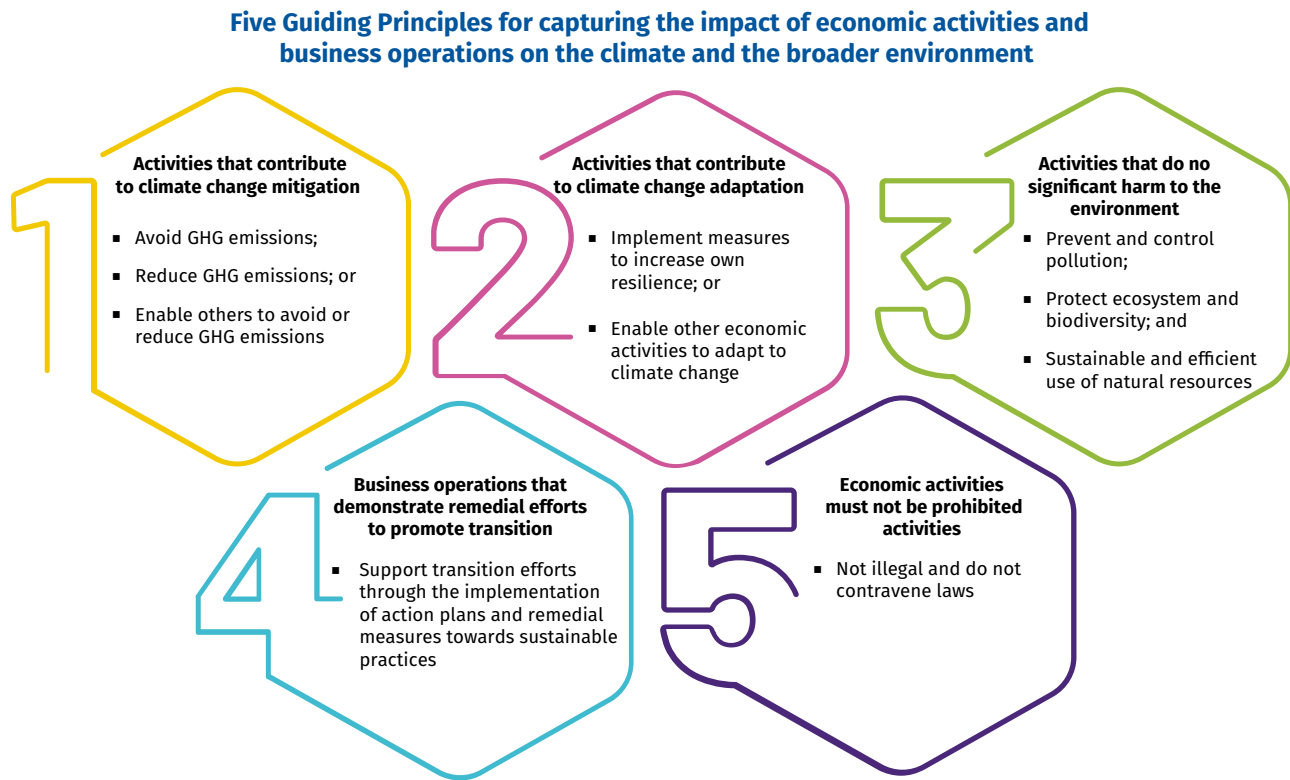 Five Guiding Principles for capturing the impact of economic activities and
business operations on the climate and the broader environment
1
Activities that contribute
to climate change mitigation
▪ Avoid GHG emissions;
▪ Reduce GHG emissions; or
▪ Enable others to avoid or
reduce GHG emissions
2
Activities that contribute
to climate change adaptation
▪ Implement measures
to increase own
resilience; or
▪ Enable other economic
activities to adapt to
climate change
3
Activities that do no
significant harm to the
environment
▪ Prevent and control
pollution;
▪ Protect ecosystem and
biodiversity; and
▪ Sustainable and efficient
use of natural resources
4
Business operations that
demonstrate remedial efforts
to promote transition
▪ Support transition efforts
through the implementation
of action plans and remedial
measures towards sustainable
practices
5
Economic activities
must not be prohibited
activities
▪ Not illegal and do not
contravene laws